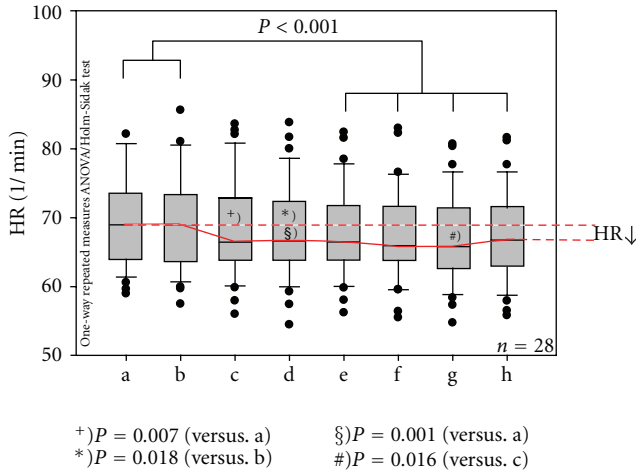 P < 0.001
100
90
80
70
60
50
HR (1/ min)
One-way repeated measures ANOVA/Holm-Sidak test
+)
*)
§)
#)
HR↓
n = 28
a b c d e f g h
+)P = 0.007 (versus. a)
§)P = 0.001 (versus. a)
*)P = 0.018 (versus. b)
#)P = 0.016 (versus. c)